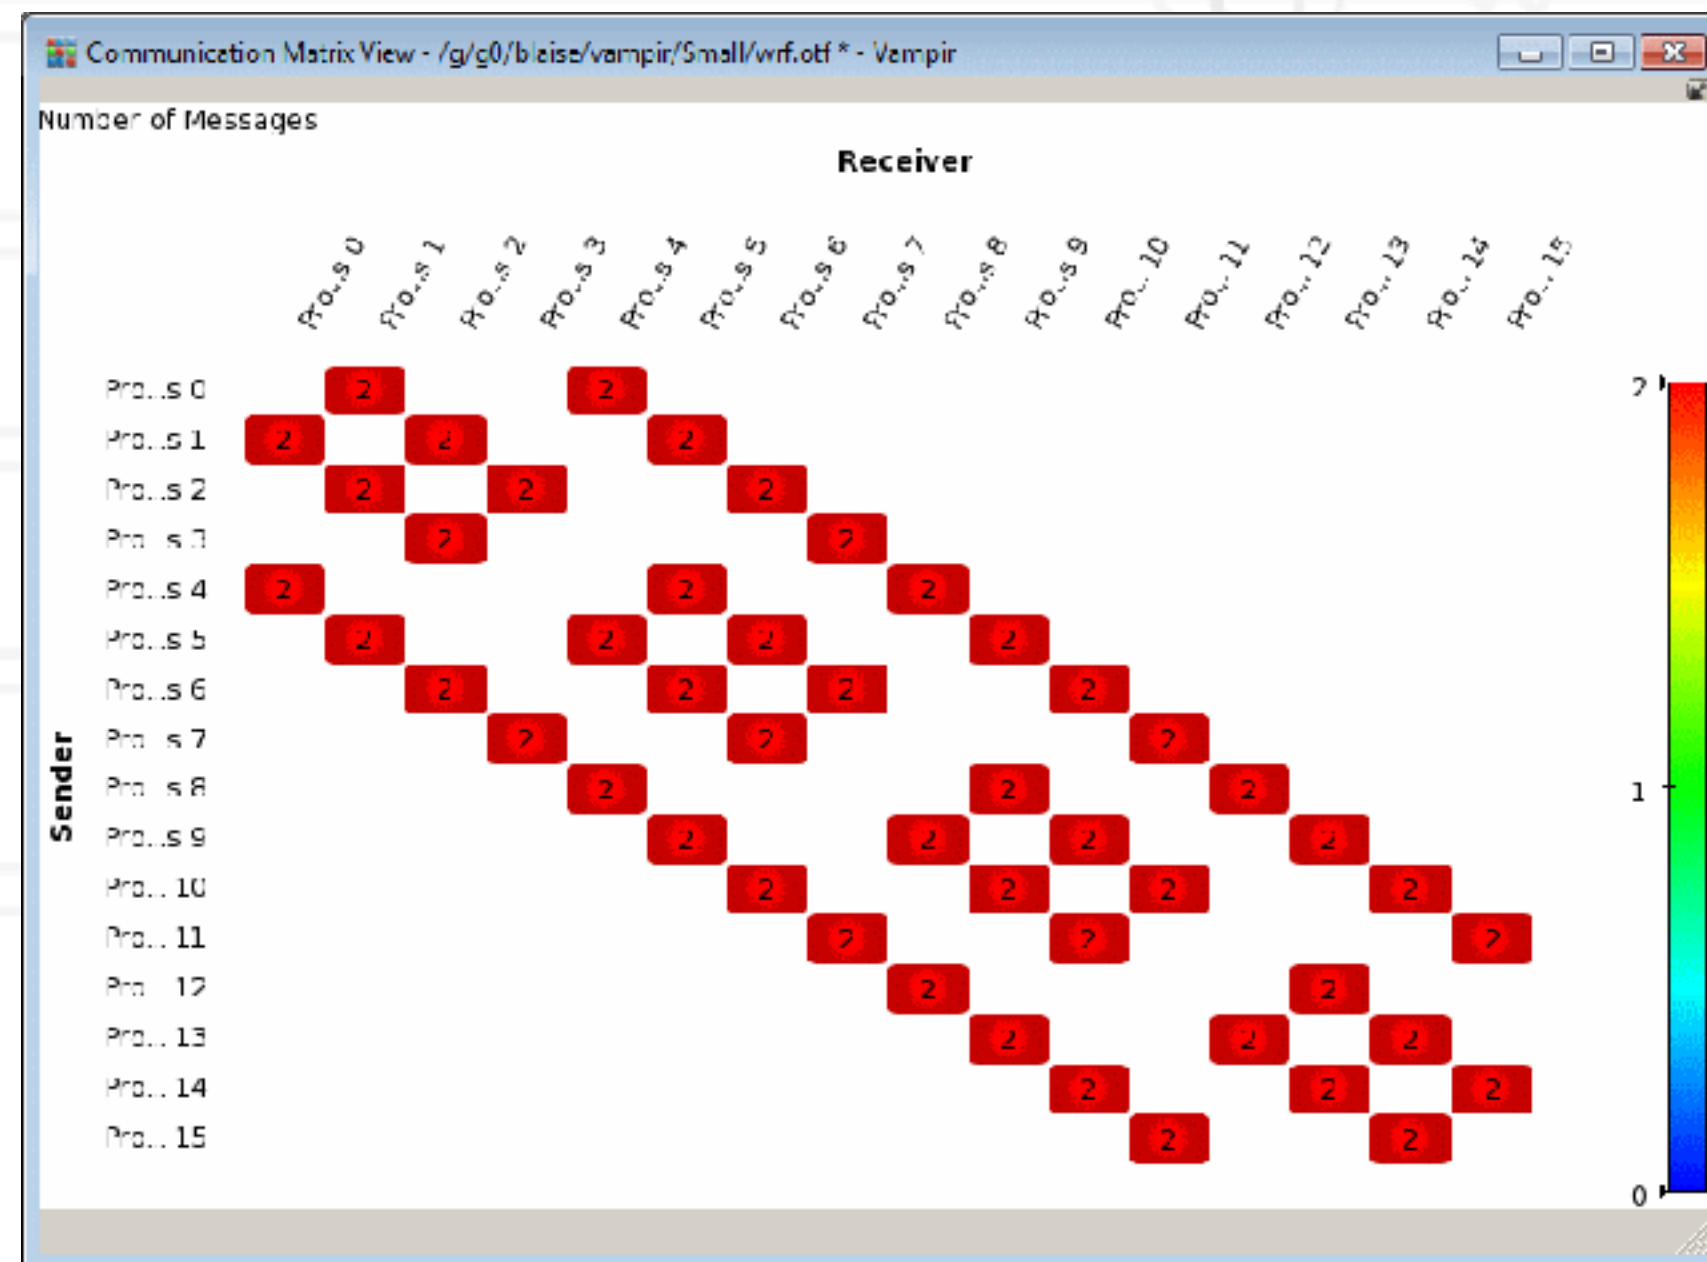 Communication Matrix View - /g/g0/blaise/vampir/Small/wrf.otf * - Vampir
Number of Messages
Receiver
Pro...s 0 Pro...s 1 Pro...s 2 Pro...s 3 Pro...s 4 Pro...s 5 Pro...s 6 Pro...s 7 Pro...s 8 Pro...s 9 Pro... 10 Pro... 11 Pro... 12 Pro... 13 Pro... 14 Pro... 15
Sender
Pro...s 0 2 2
Pro...s 1 2 2 2
Pro...s 2 2 2 2
Pro...s 3 2 2
Pro...s 4 2 2 2
Pro...s 5 2 2 2 2
Pro...s 6 2 2 2 2
Pro...s 7 2 2 2
Pro...s 8 2 2 2
Pro...s 9 2 2 2 2
Pro... 10 2 2 2 2
Pro... 11 2 2 2
Pro... 12 2 2
Pro... 13 2 2 2
Pro... 14 2 2 2
Pro... 15 2 2
2
1
0